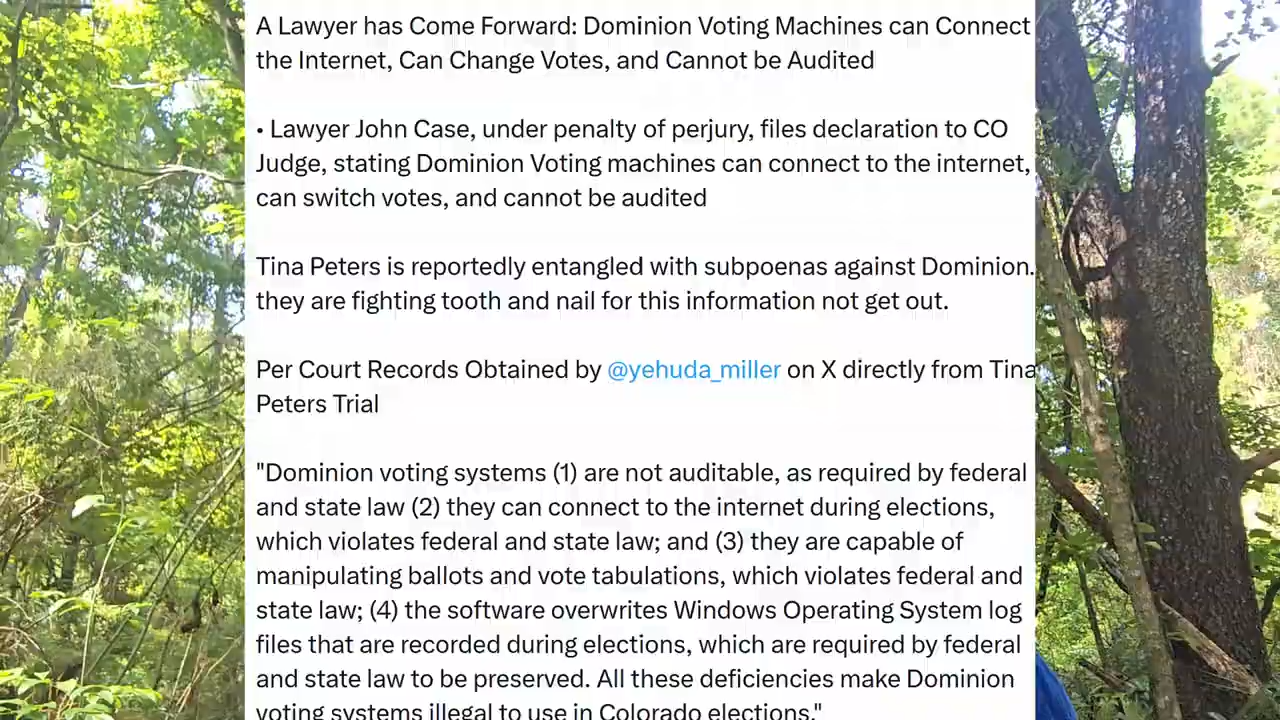 A Lawyer has Come Forward: Dominion Voting Machines can Connect
the Internet, Can Change Votes, and Cannot be Audited
• Lawyer John Case, under penalty of perjury, files declaration to CO
Judge, stating Dominion Voting machines can connect to the internet,
can switch votes, and cannot be audited
Tina Peters is reportedly entangled with subpoenas against Dominion.
they are fighting tooth and nail for this information not get out.
Per Court Records Obtained by @yehuda_miller on X directly from Tina
Peters Trial
"Dominion voting systems (1) are not auditable, as required by federal
and state law (2) they can connect to the internet during elections,
which violates federal and state law; and (3) they are capable of
manipulating ballots and vote tabulations, which violates federal and
state law; (4) the software overwrites Windows Operating System log
files that are recorded during elections, which are required by federal
and state law to be preserved. All these deficiencies make Dominion
voting systems illegal to use in Colorado elections."